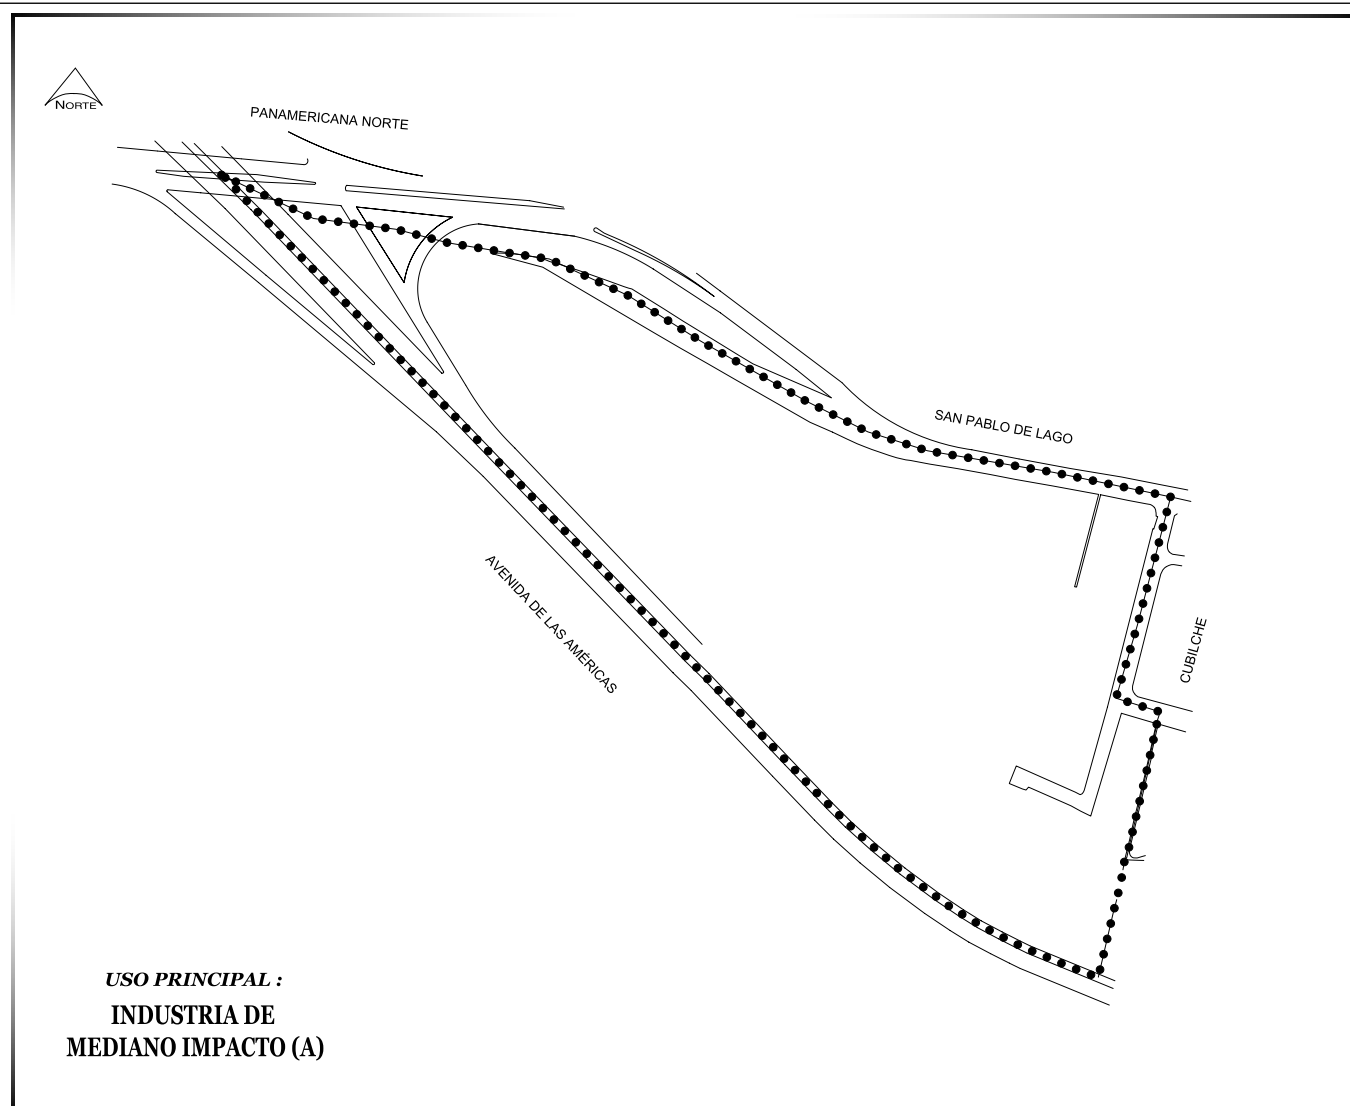 NORTE
PANAMERICANA NORTE
SAN PABLO DE LAGO
AVENIDA DE LAS AMÉRICAS
CUBILCHE
USO PRINCIPAL :
INDUSTRIA DE
MEDIANO IMPACTO (A)